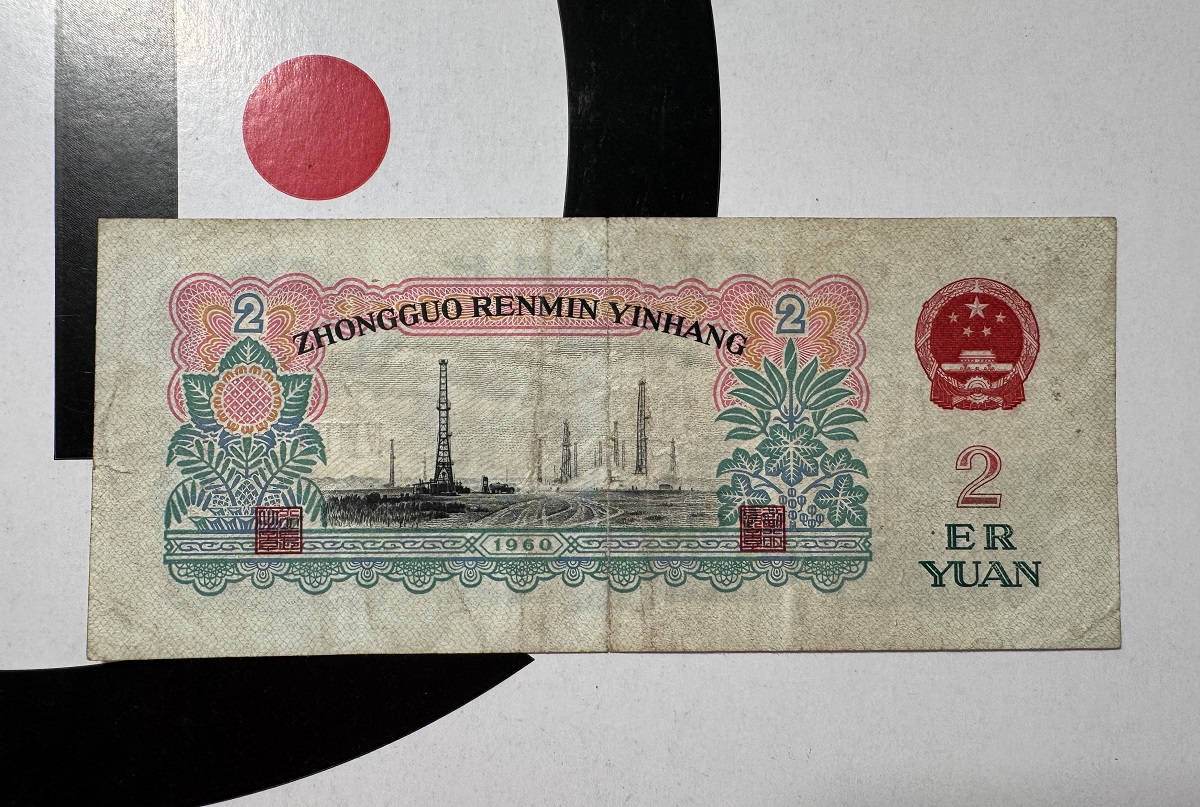 2
2
ZHONGGUO RENMIN YINHANG
1960
2
ER
YUAN